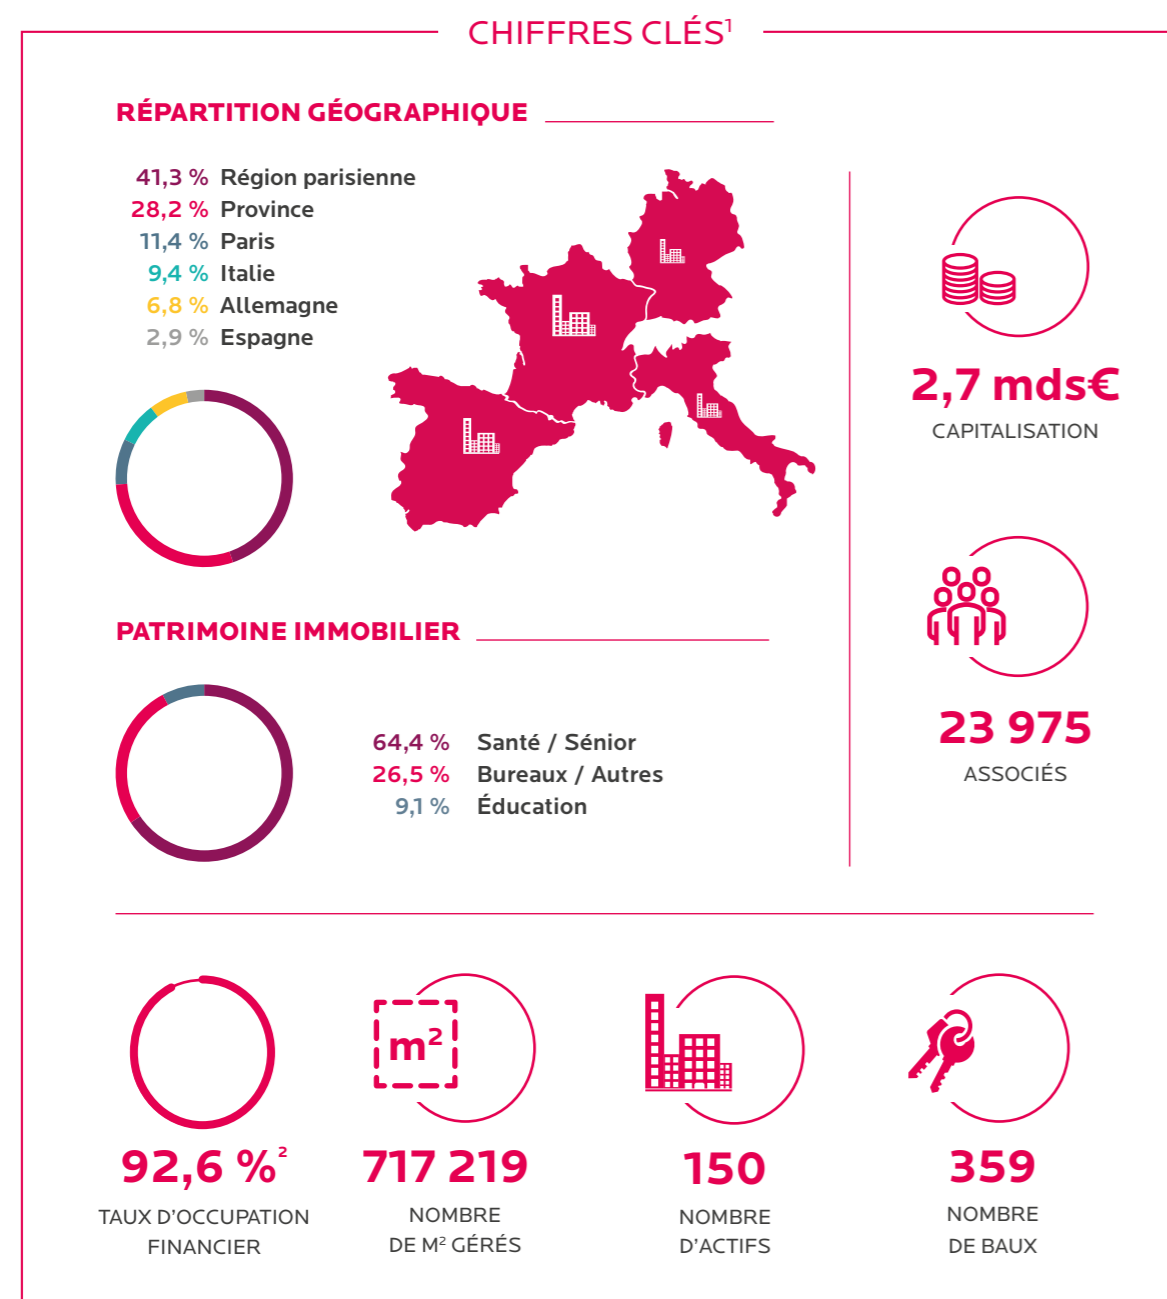 CHIFFRES CLÉS¹
RÉPARTITION GÉOGRAPHIQUE
41,3 % Région parisienne
28,2 % Province
11,4 % Paris
9,4 % Italie
6,8 % Allemagne
2,9 % Espagne
2,7 mds€
CAPITALISATION
23 975
ASSOCIÉS
PATRIMOINE IMMOBILIER
64,4 % Santé / Sénior
26,5 % Bureaux / Autres
9,1 % Éducation
92,6 %²
TAUX D’OCCUPATION
FINANCIER
m²
717 219
NOMBRE
DE M² GÉRÉS
150
NOMBRE
D’ACTIFS
359
NOMBRE
DE BAUX